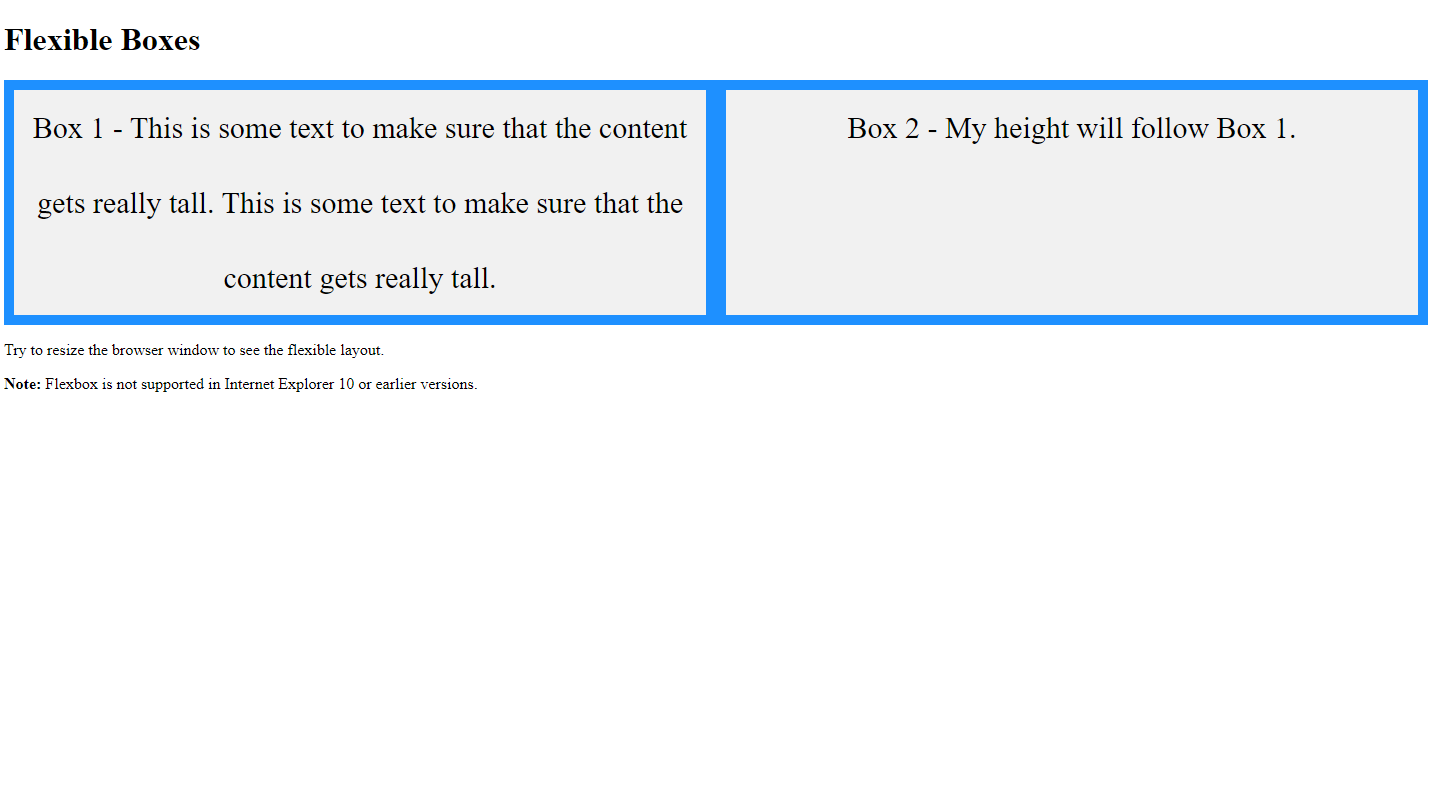 Flexible Boxes
Box 1 - This is some text to make sure that the content
gets really tall. This is some text to make sure that the
content gets really tall.
Box 2 - My height will follow Box 1.
Try to resize the browser window to see the flexible layout.
Note: Flexbox is not supported in Internet Explorer 10 or earlier versions.